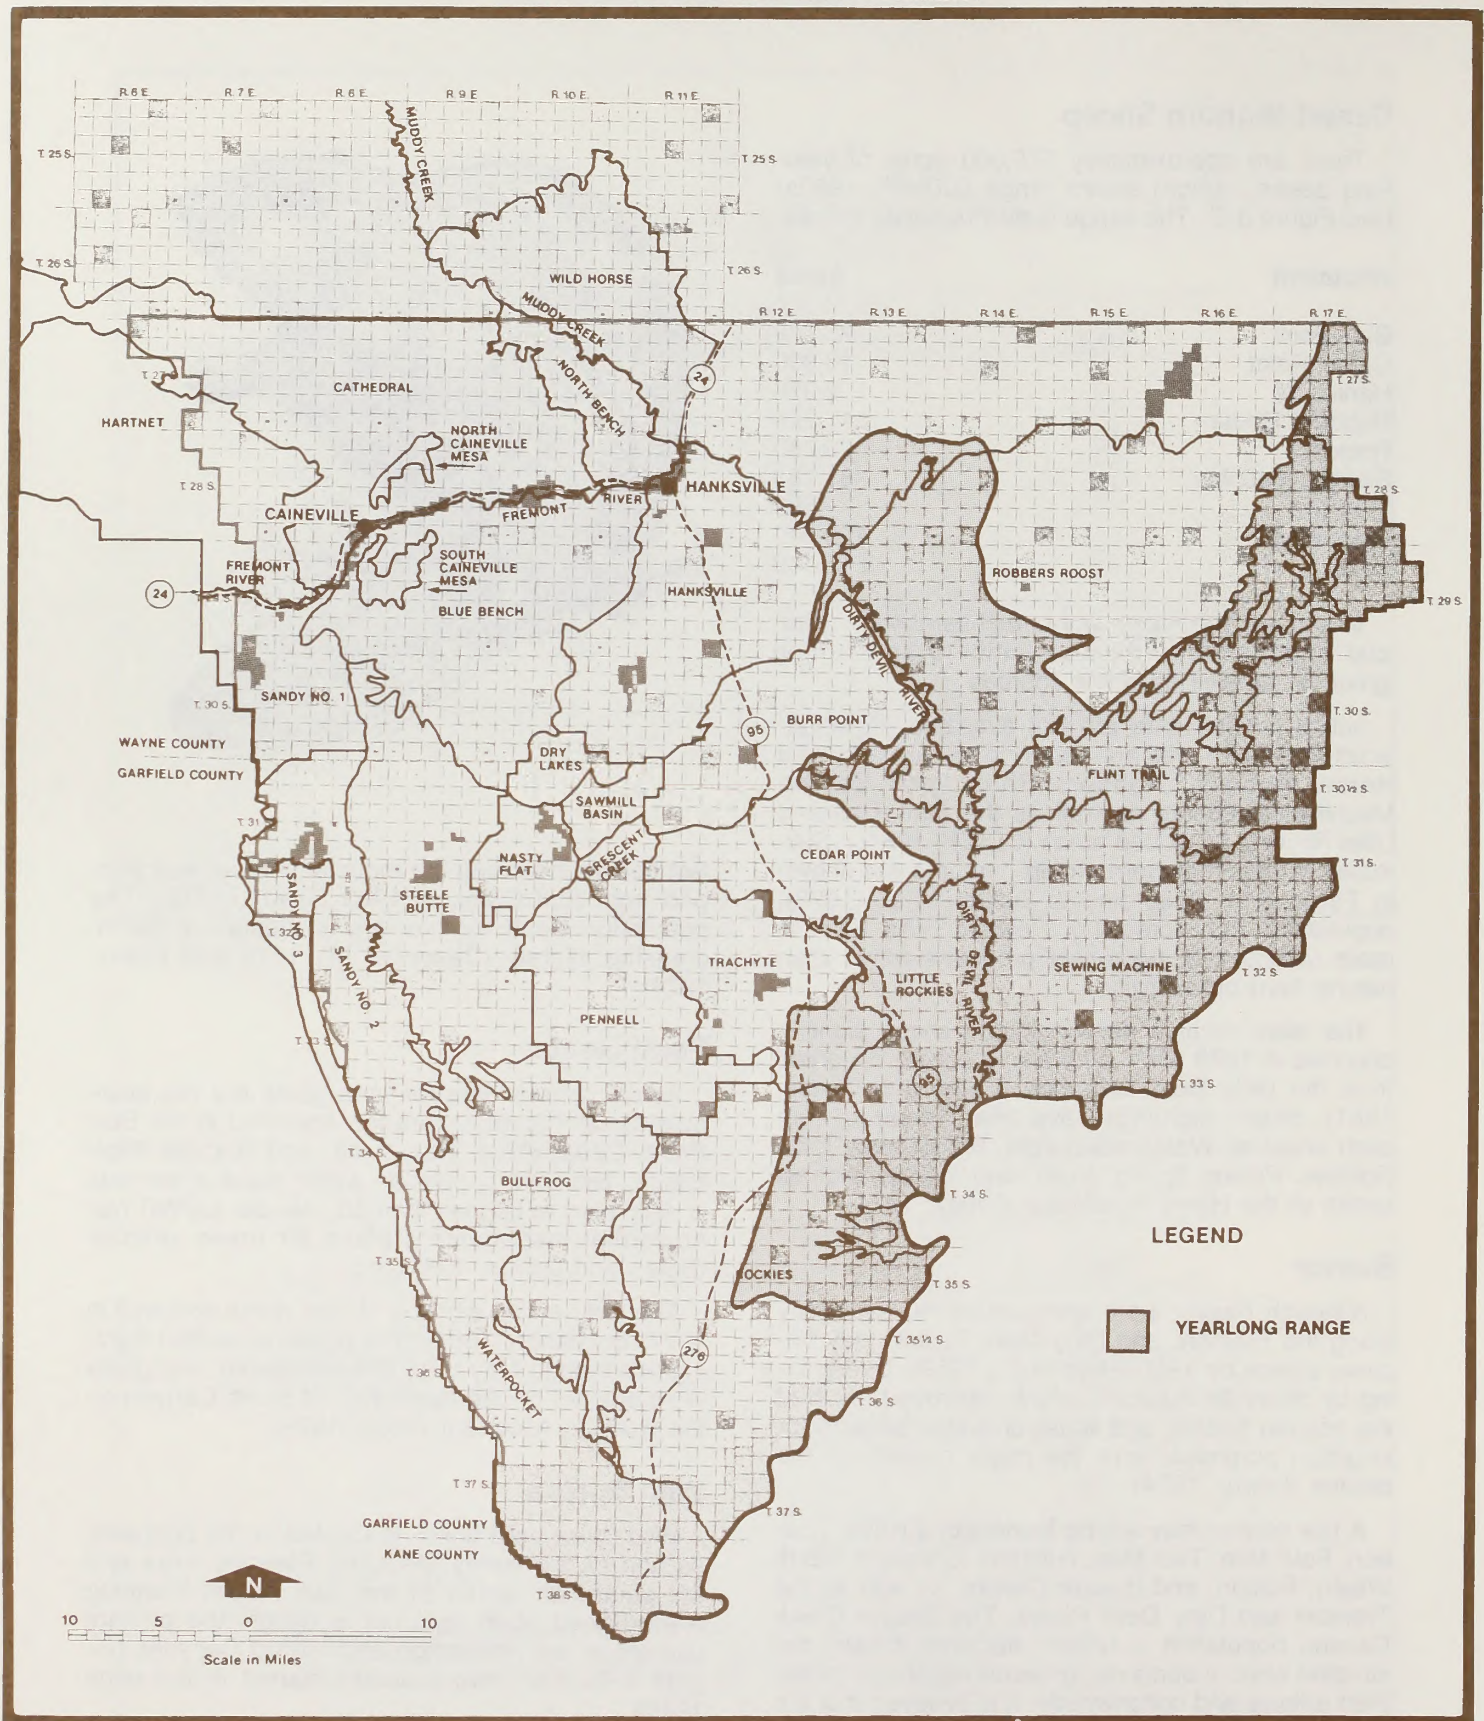 R. 6 E.
R. 7 E.
R. 6 E.
R. 9 E.
R. 10 E.
R. 11 E.
MUDDY CREEK
T. 25 S.
T. 25 S.
T. 26 S.
T. 26 S.
WILD HORSE
MUDDY CREEK
R. 12 E.
R. 13 E.
R. 14 E.
R. 15 E.
R. 16 E.
R. 17 E.
24
T. 27 S.
T. 27 S.
CATHEDRAL
NORTH BENCH
HARTNET
NORTH
CAINEVILLE
MESA
T. 28 S.
T. 28 S.
HANKSVILLE
CAINEVILLE
FREMONT
RIVER
SOUTH
CAINEVILLE
MESA
FREMONT
RIVER
24
BLUE BENCH
HANKSVILLE
ROBBERS ROOST
T. 29 S.
DIRTY DEVIL RIVER
SANDY NO. 1
T. 30 S.
T. 30 S.
BURR POINT
95
WAYNE COUNTY
GARFIELD COUNTY
DRY
LAKES
FLINT TRAIL
T. 30½ S.
SAWMILL
BASIN
T. 31
NASTY
FLAT
CRESCENT
CREEK
CEDAR POINT
T. 31 S.
SANDY NO. 3
STEELE
BUTTE
T. 32 S.
SANDY NO. 2
DIRTY DEVIL RIVER
TRACHYTE
LITTLE
ROCKIES
SEWING MACHINE
T. 32 S.
PENNELL
T. 33 S.
95
T. 33 S.
T. 34 S.
BULLFROG
T. 34 S.
LEGEND
T. 35 S.
ROCKIES
T. 35 S.
YEARLONG RANGE
T. 35½ S.
WATERPOCKET
276
T. 36 S.
T. 36 S.
T. 37 S.
T. 37 S.
GARFIELD COUNTY
KANE COUNTY
N
T. 38 S.
10 5 0 10
Scale in Miles